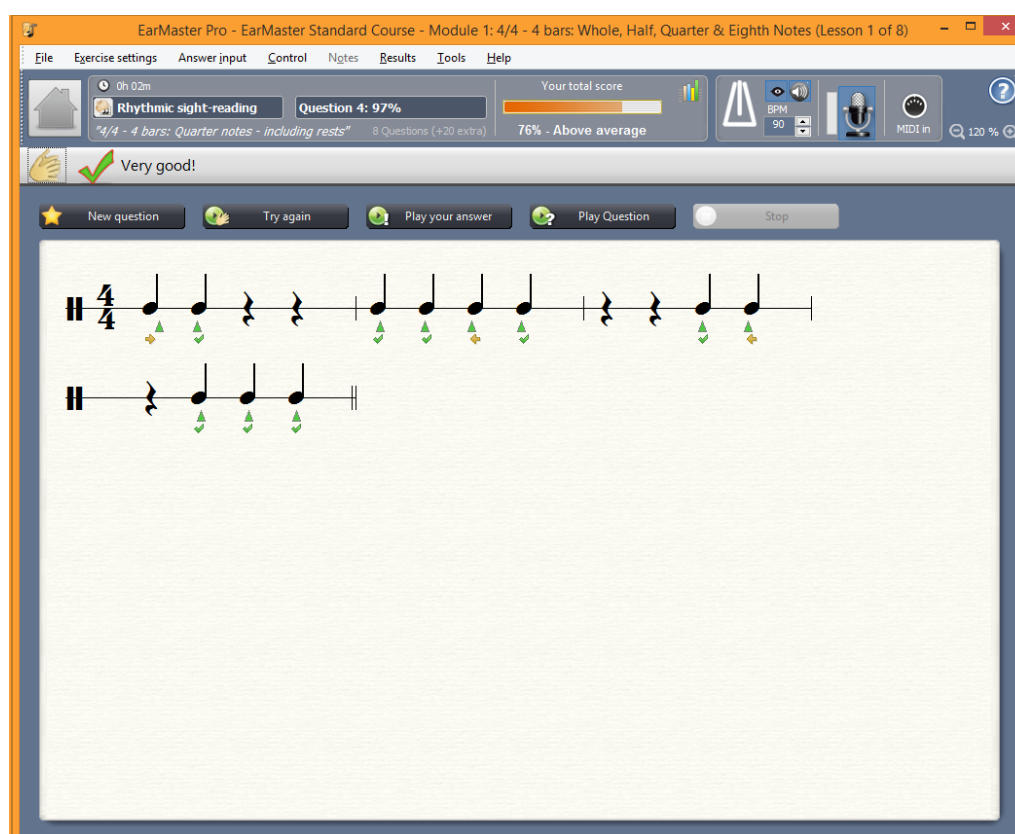 EarMaster Pro - EarMaster Standard Course - Module 1: 4/4 - 4 bars: Whole, Half, Quarter & Eighth Notes (Lesson 1 of 8)
File Exercise settings Answer input Control Notes Results Tools Help
0h 02m
Rhythmic sight-reading Question 4: 97%
"4/4 - 4 bars: Quarter notes - including rests" 8 Questions (+20 extra)
Your total score
76% - Above average
BPM
90
MIDI in
?
120 %
Very good!
New question Try again Play your answer Play Question Stop
4
4